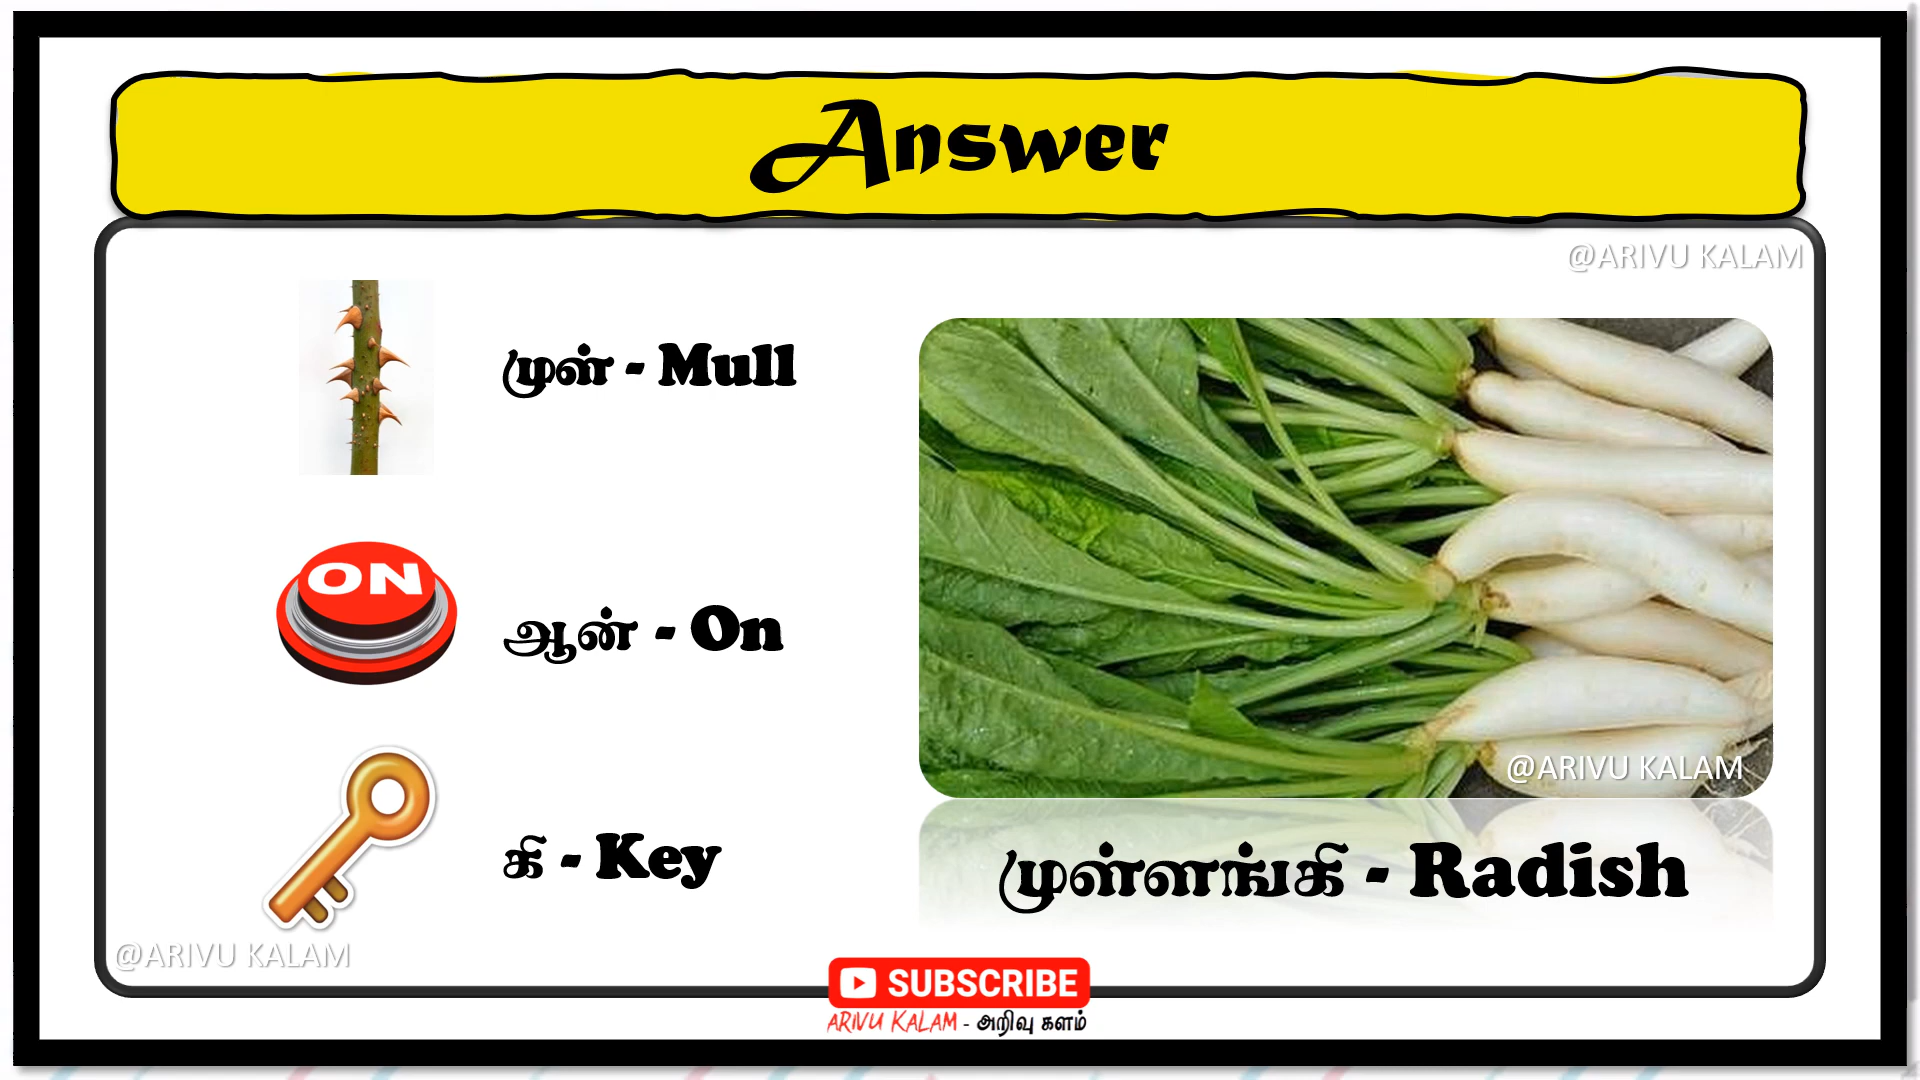 Answer
@ARIVU KALAM
முள் - Mull
ON
ஆன் - On
கி - Key
@ARIVU KALAM
முள்ளங்கி - Radish
@ARIVU KALAM
SUBSCRIBE
ARIVU KALAM - அறிவு களம்